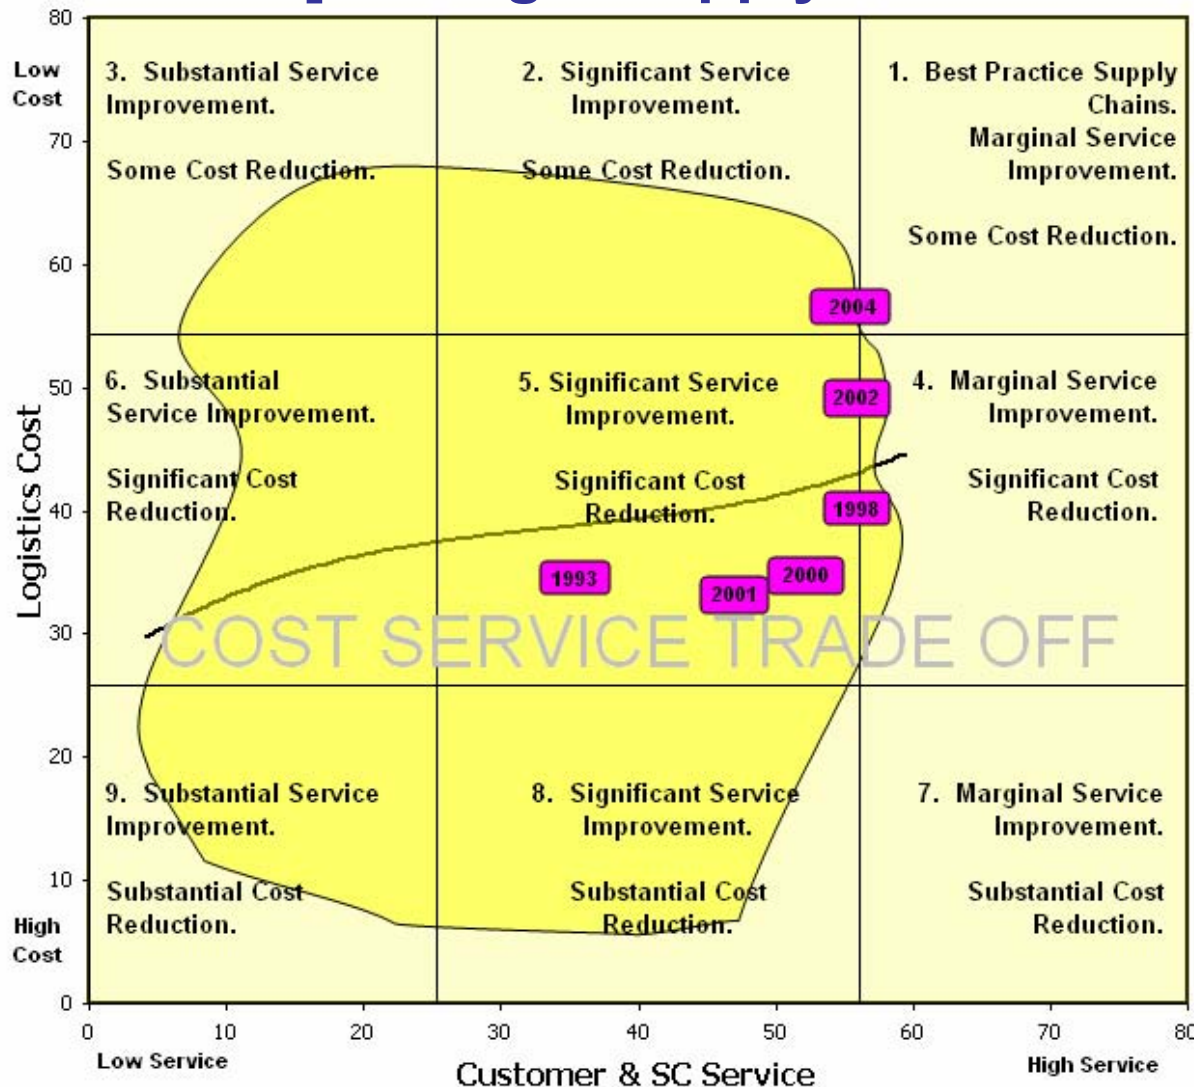 80
Low
Cost
3. Substantial Service
Improvement.
Some Cost Reduction.
2. Significant Service
Improvement.
Some Cost Reduction.
1. Best Practice Supply
Chains.
Marginal Service
Improvement.
Some Cost Reduction.
70
60
2004
50
6. Substantial
Service Improvement.
Significant Cost
Reduction.
5. Significant Service
Improvement.
Significant Cost
Reduction.
4. Marginal Service
Improvement.
Significant Cost
Reduction.
2002
Logistics Cost
40
1998
1993
2001
2000
30
COST SERVICE TRADE OFF
20
9. Substantial Service
Improvement.
Substantial Cost
Reduction.
8. Significant Service
Improvement.
Substantial Cost
Reduction.
7. Marginal Service
Improvement.
Substantial Cost
Reduction.
10
High
Cost
0
0 10 20 30 40 50 60 70 80
Low Service
Customer & SC Service
High Service